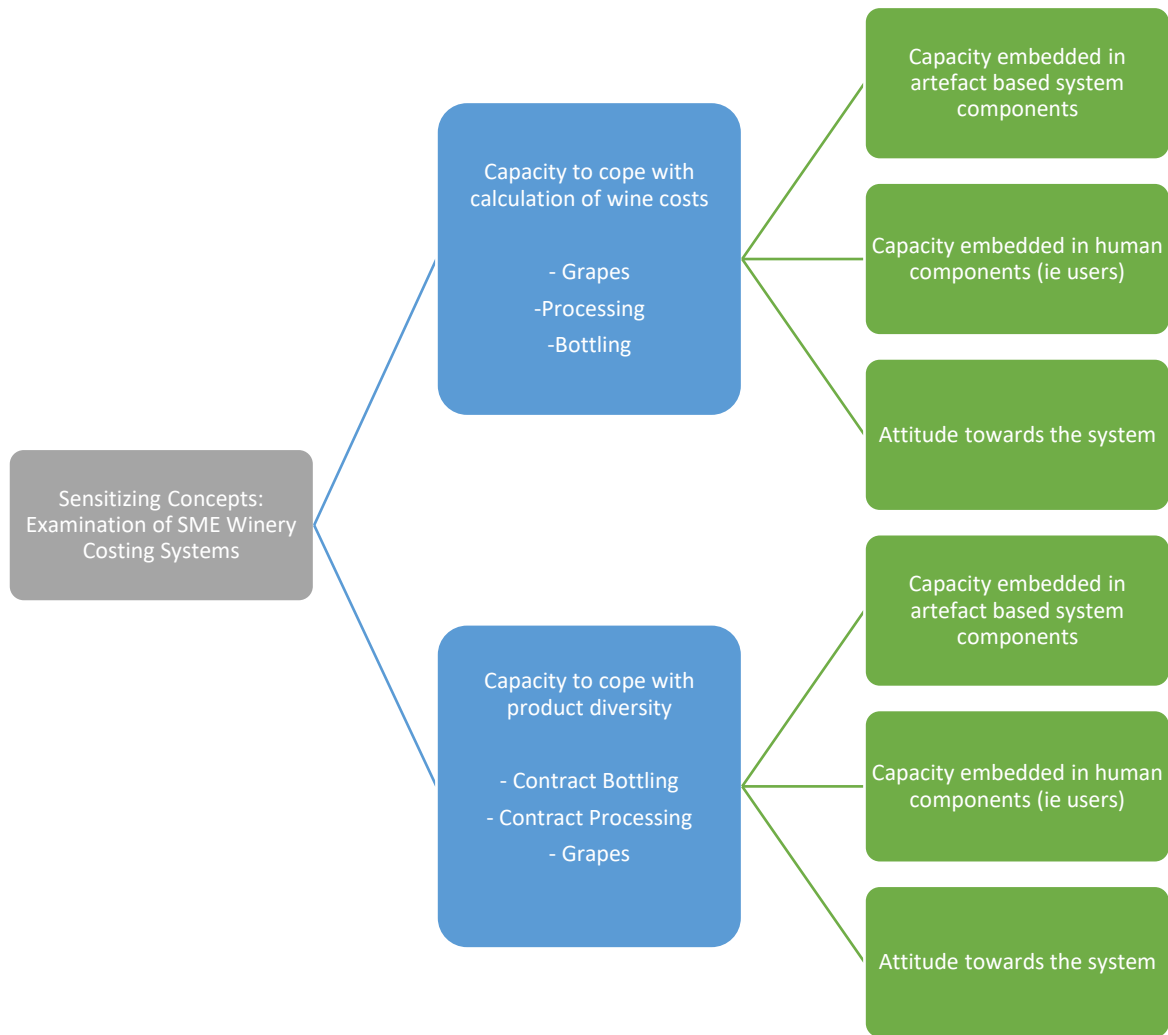 Sensitizing Concepts:
Examination of SME Winery
Costing Systems
Capacity to cope with
calculation of wine costs
- Grapes
-Processing
-Bottling
Capacity embedded in
artefact based system
components
Capacity embedded in human
components (ie users)
Attitude towards the system
Capacity to cope with
product diversity
- Contract Bottling
- Contract Processing
- Grapes
Capacity embedded in
artefact based system
components
Capacity embedded in human
components (ie users)
Attitude towards the system